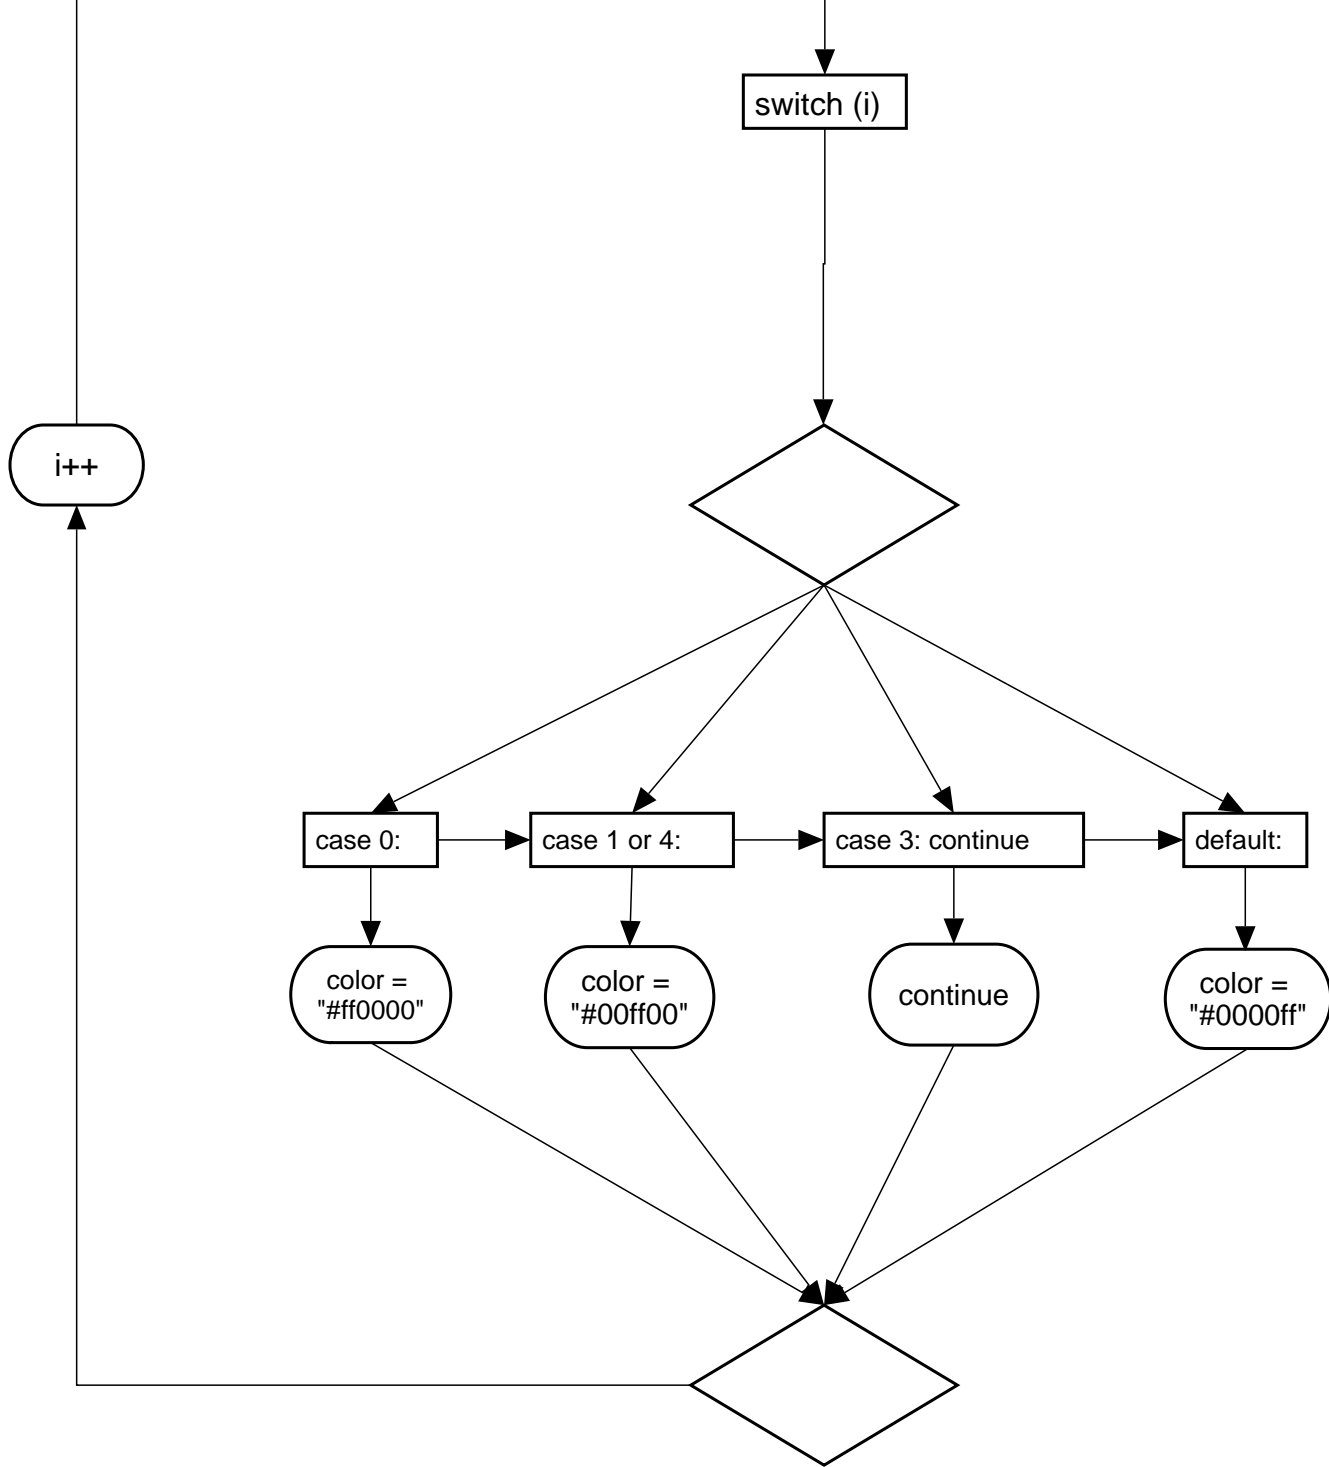 switch (i)
i++
case 0:
case 1 or 4:
case 3: continue
default:
color =
"#ff0000"
color =
"#00ff00"
continue
color =
"#0000ff"